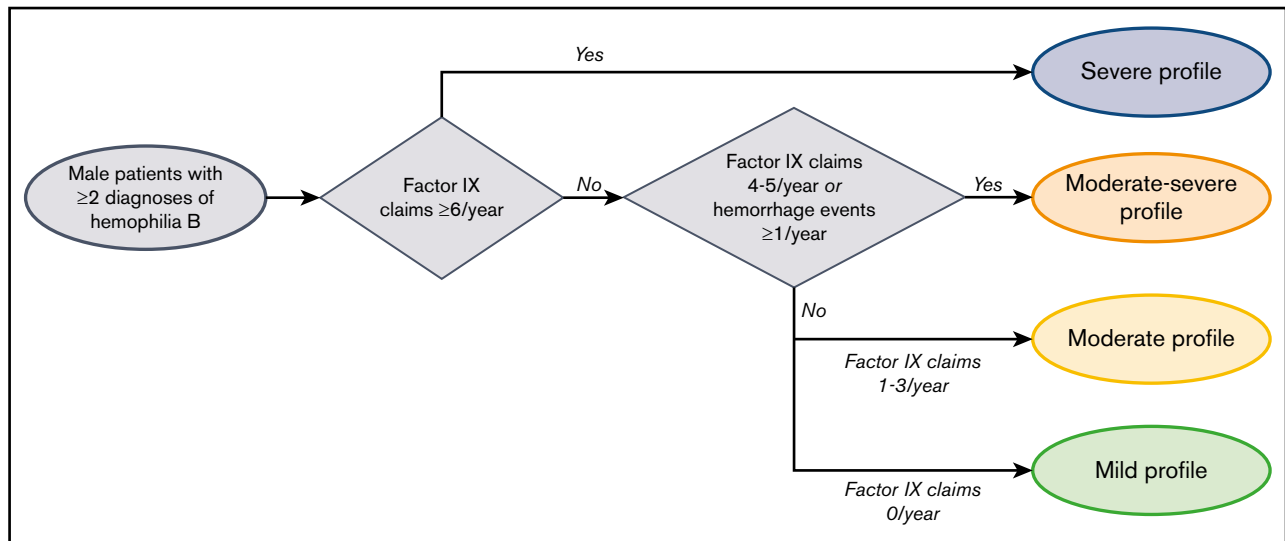 Yes
Severe profile
Male patients with
≥2 diagnoses of
hemophilia B
Factor IX
claims ≥6/year
No
Factor IX claims
4-5/year or
hemorrhage events
≥1/year
Yes
Moderate-severe
profile
No
Moderate profile
Factor IX claims
1-3/year
Mild profile
Factor IX claims
0/year